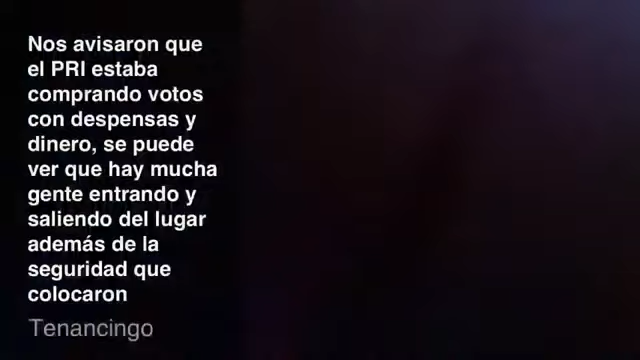 Nos avisaron que
el PRI estaba
comprando votos
con despensas y
dinero, se puede
ver que hay mucha
gente entrando y
saliendo del lugar
además de la
seguridad que
colocaron
Tenancingo